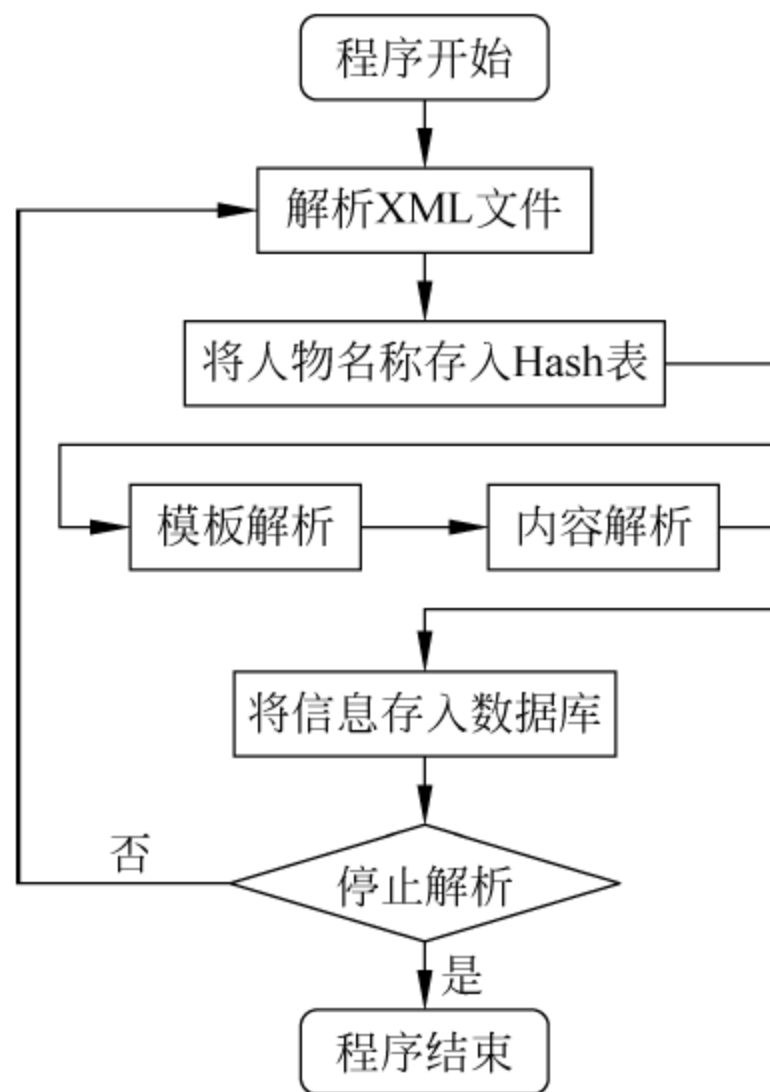 程序开始
解析XML文件
将人物名称存入Hash表
模板解析
内容解析
将信息存入数据库
否
停止解析
是
程序结束